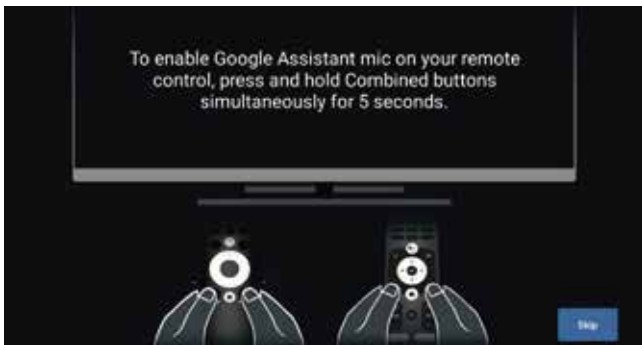 To enable Google Assistant mic on your remote
control, press and hold Combined buttons
simultaneously for 5 seconds.
Skip